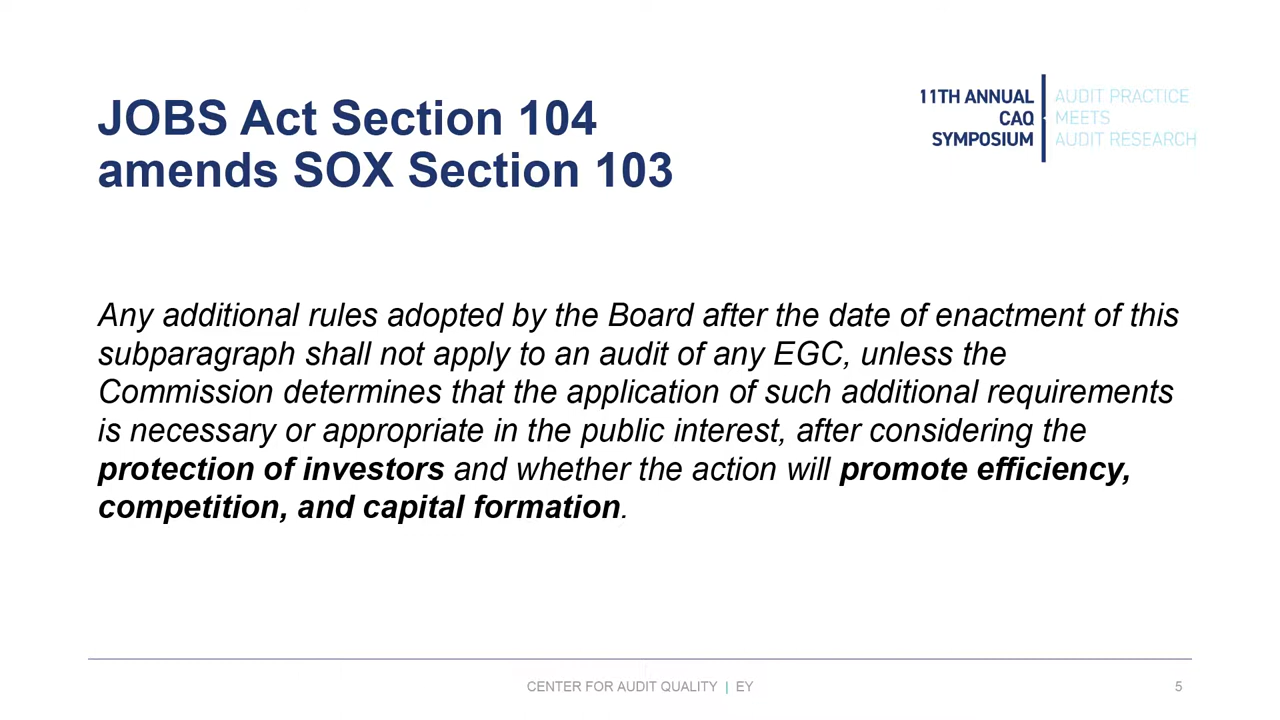 JOBS Act Section 104
amends SOX Section 103
11TH ANNUAL
CAQ
SYMPOSIUM
AUDIT PRACTICE
MEETS
AUDIT RESEARCH
Any additional rules adopted by the Board after the date of enactment of this
subparagraph shall not apply to an audit of any EGC, unless the
Commission determines that the application of such additional requirements
is necessary or appropriate in the public interest, after considering the
protection of investors and whether the action will promote efficiency,
competition, and capital formation.
CENTER FOR AUDIT QUALITY | EY
5